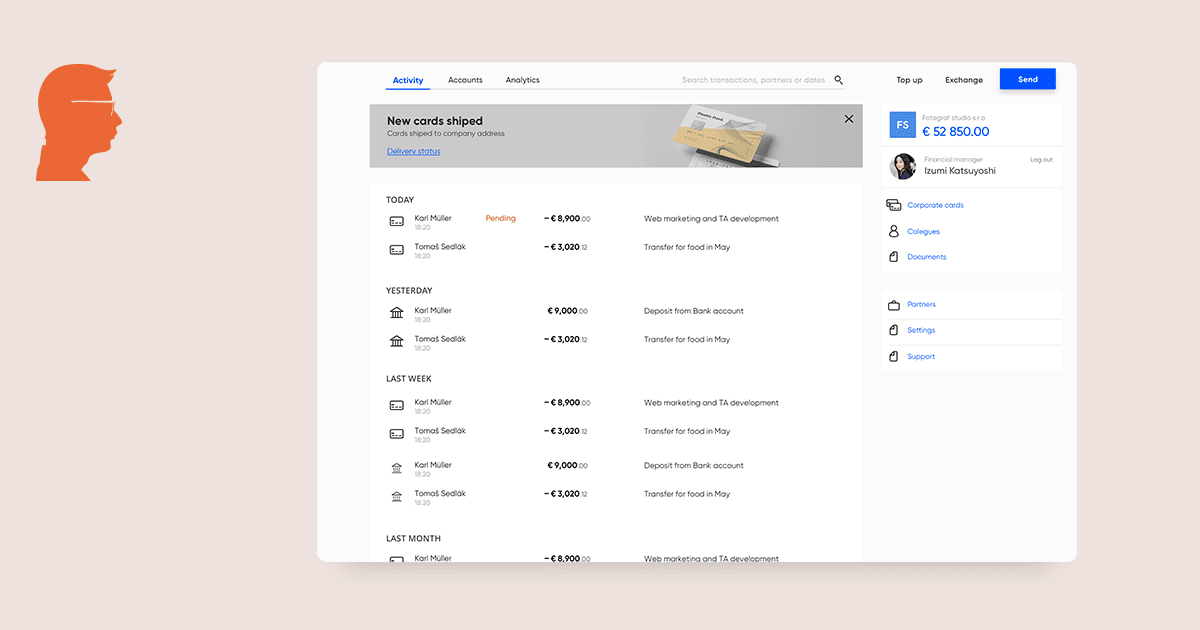 Activity Accounts Analytics Search transactions, partners or dates Top up Exchange Send
New cards shiped
Cards shiped to company address
Delivery status
FS Fotograf studio s.r.o
€ 52 850.00
Financial manager Log out
Izumi Katsuyoshi
Corporate cards
Colegues
Documents
Partners
Settings
Support
TODAY
Karl Müller Pending – € 8,900.00 Web marketing and TA development
18:20
Tomaš Sedlák – € 3,020.12 Transfer for food in May
18:20
YESTERDAY
Karl Müller € 9,000.00 Deposit from Bank account
18:20
Tomaš Sedlák – € 3,020.12 Transfer for food in May
18:20
LAST WEEK
Karl Müller – € 8,900.00 Web marketing and TA development
18:20
Tomaš Sedlák – € 3,020.12 Transfer for food in May
18:20
Karl Müller € 9,000.00 Deposit from Bank account
18:20
Tomaš Sedlák – € 3,020.12 Transfer for food in May
18:20
LAST MONTH
Karl Müller – € 8,900.00 Web marketing and TA development